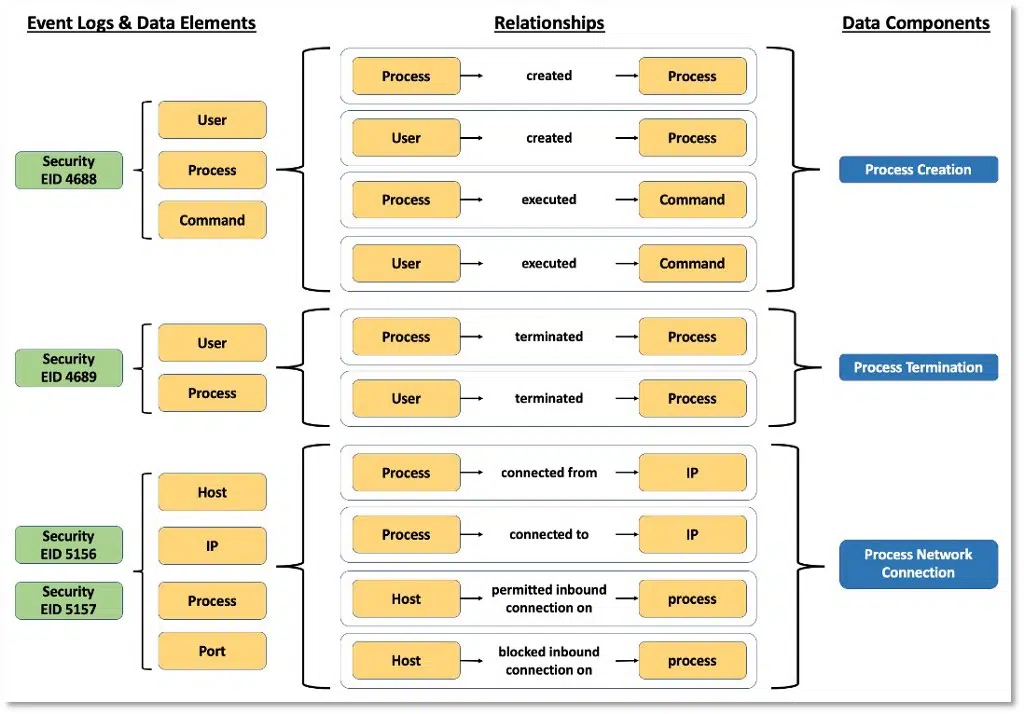 Event Logs & Data Elements
Relationships
Data Components
Security
EID 4688
User
Process
Command
Process created Process
User created Process
Process executed Command
User executed Command
Process Creation
Security
EID 4689
User
Process
Process terminated Process
User terminated Process
Process Termination
Security
EID 5156
Security
EID 5157
Host
IP
Process
Port
Process connected from IP
Process connected to IP
Host permitted inbound
connection on process
Host blocked inbound
connection on process
Process Network
Connection